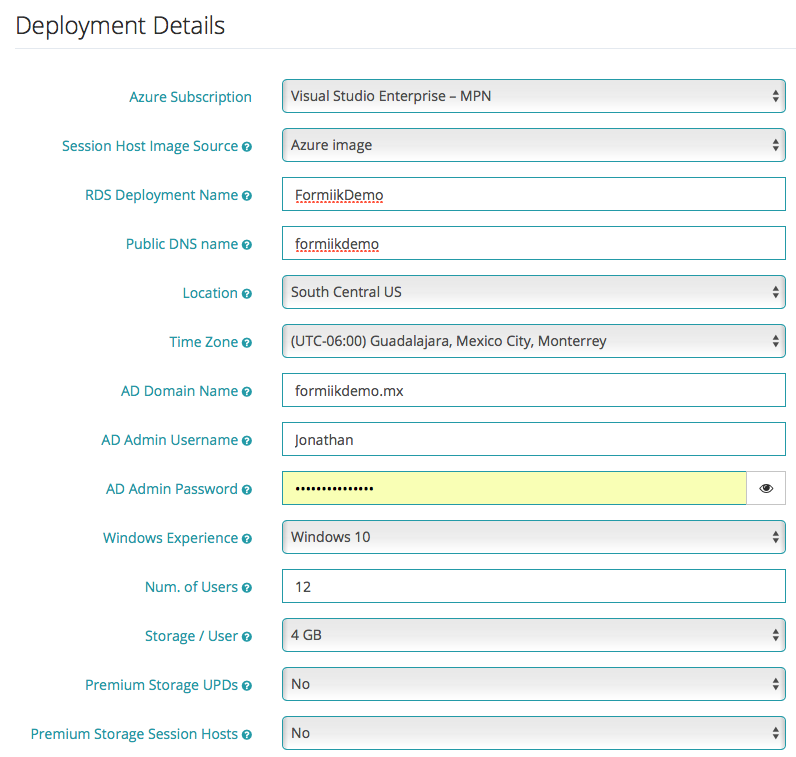 Deployment Details
Azure Subscription Visual Studio Enterprise – MPN
Session Host Image Source Azure image
RDS Deployment Name FormiikDemo
Public DNS name formiikdemo
Location South Central US
Time Zone (UTC-06:00) Guadalajara, Mexico City, Monterrey
AD Domain Name formiikdemo.mx
AD Admin Username Jonathan
AD Admin Password •••••••••••••••
Windows Experience Windows 10
Num. of Users 12
Storage / User 4 GB
Premium Storage UPDs No
Premium Storage Session Hosts No